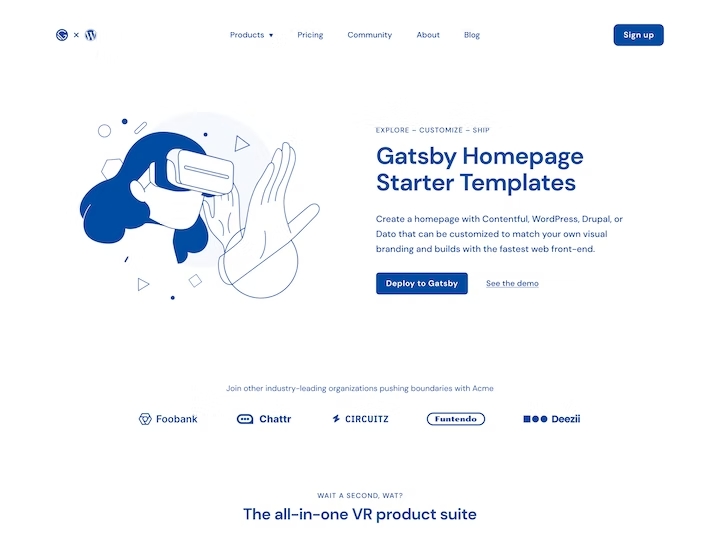 G × W
Products ▾ Pricing Community About Blog
Sign up
EXPLORE – CUSTOMIZE – SHIP
Gatsby Homepage
Starter Templates
Create a homepage with Contentful, WordPress, Drupal, or
Dato that can be customized to match your own visual
branding and builds with the fastest web front-end.
Deploy to Gatsby See the demo
Join other industry-leading organizations pushing boundaries with Acme
Foobank Chattr CIRCUITZ Funtendo Deezii
WAIT A SECOND, WAT?
The all-in-one VR product suite